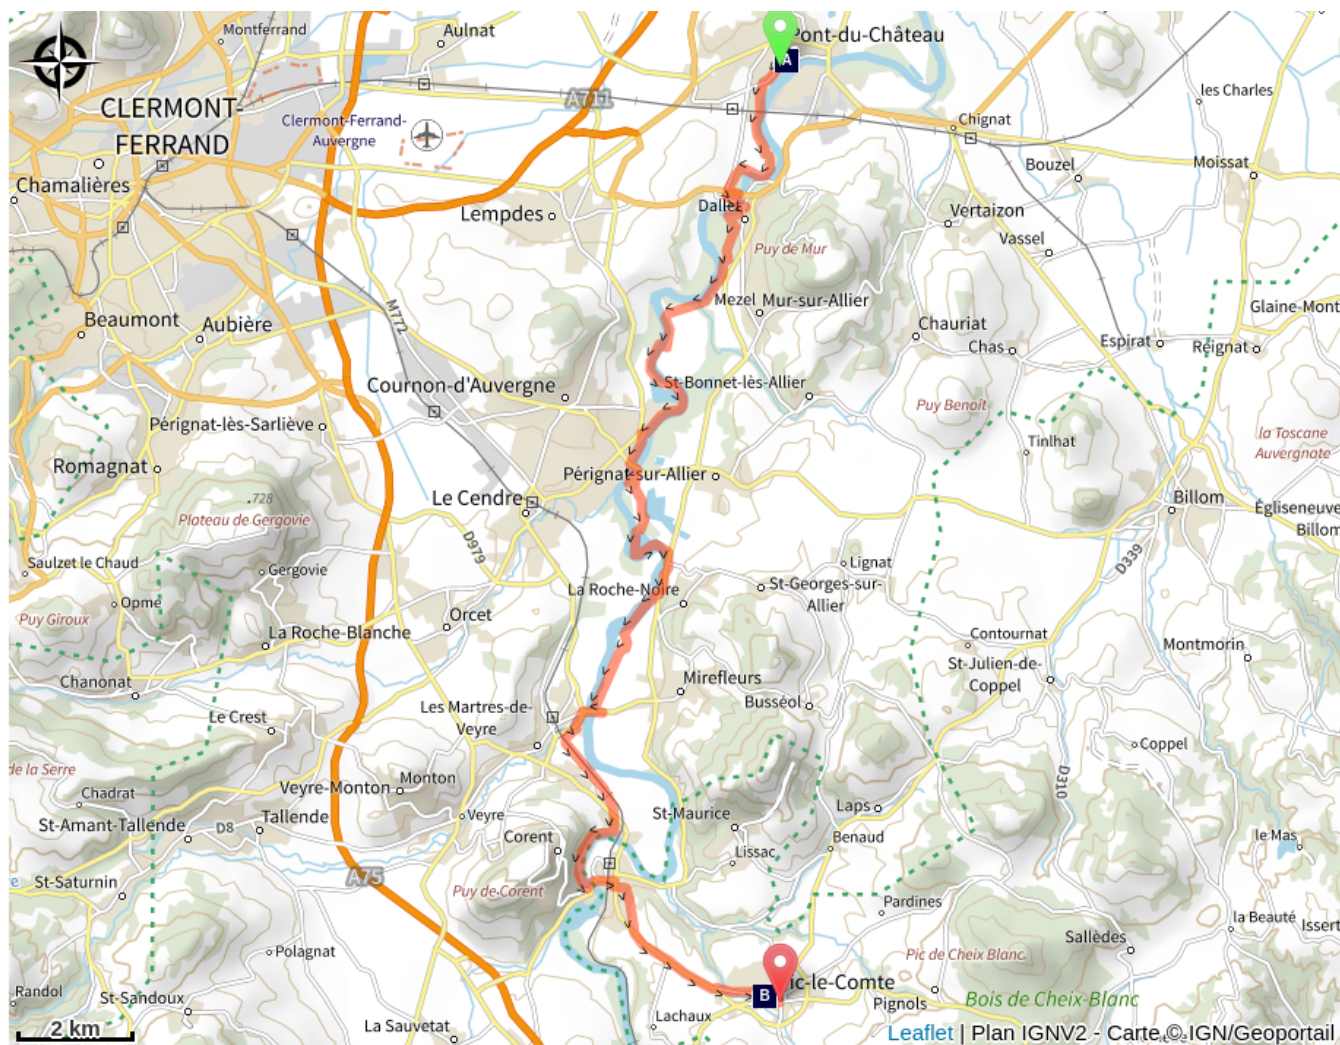 Montferrand
Aulnat
Pont-du-Château
A
A711
les Charles
CLERMONT-
FERRAND
Clermont-Ferrand-
Auvergne
Chignat
Bouzel
Moissat
Chamalières
Lempdes
Dallet
Vertaizon
Vassel
Puy de Mur
Mezel
Mur-sur-Allier
Glaine-Mont
Beaumont
Aubière
M772
Chauriat
Chas
Espirat
Reignat
Cournon-d'Auvergne
St-Bonnet-lès-Allier
Puy Benoit
Pérignat-lès-Sarliève
Tinlhat
la Toscane
Auvergnate
Romagnat
Pérignat-sur-Allier
.728
Le Cendre
Billom
Plateau de Gergovie
Égliseneuve
Billom
D979
D339
Saulzet le Chaud
Gergovie
Lignat
La Roche-Noire
St-Georges-sur-
Allier
Opme
Puy Giroux
Orcet
La Roche-Blanche
Contournat
Montmorin
St-Julien-de-
Coppel
Chanonat
Mirefleurs
Busséol
Le Crest
Les Martres-de-
Veyre
Coppel
de la Serre
Monton
Veyre-Monton
Chadrat
D310
St-Amant-Tallende
D8
Tallende
Veyre
St-Maurice
Laps
Corent
Benaud
le Mas
Lissac
St-Saturnin
A75
Puy de Corent
Pardines
la Beauté
Issert
Polagnat
Sallèdes
Pic de Cheix Blanc
Randol
St-Sandoux
B
ic-le-Comte
Pignols
Bois de Cheix-Blanc
2 km
La Sauvetat
Lachaux
Leaflet | Plan IGNV2 - Carte © IGN/Geoportail